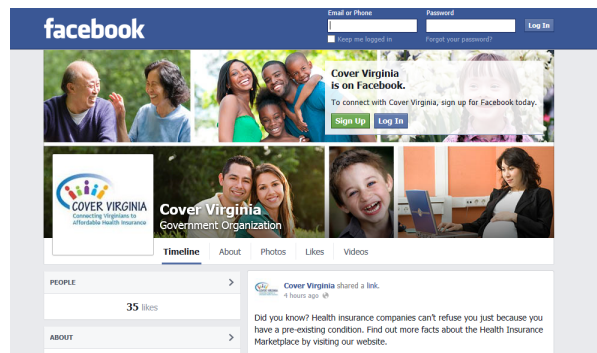 facebook
Email or Phone
Password
Log In
Keep me logged in
Forgot your password?
Cover Virginia
is on Facebook.
To connect with Cover Virginia, sign up for Facebook today.
Sign Up
Log In
COVER VIRGINIA
Connecting Virginians to
Affordable Health Insurance
Cover Virginia
Government Organization
Timeline
About
Photos
Likes
Videos
PEOPLE
35 likes
ABOUT
Cover Virginia shared a link.
4 hours ago
Did you know? Health insurance companies can't refuse you just because you
have a pre-existing condition. Find out more facts about the Health Insurance
Marketplace by visiting our website.